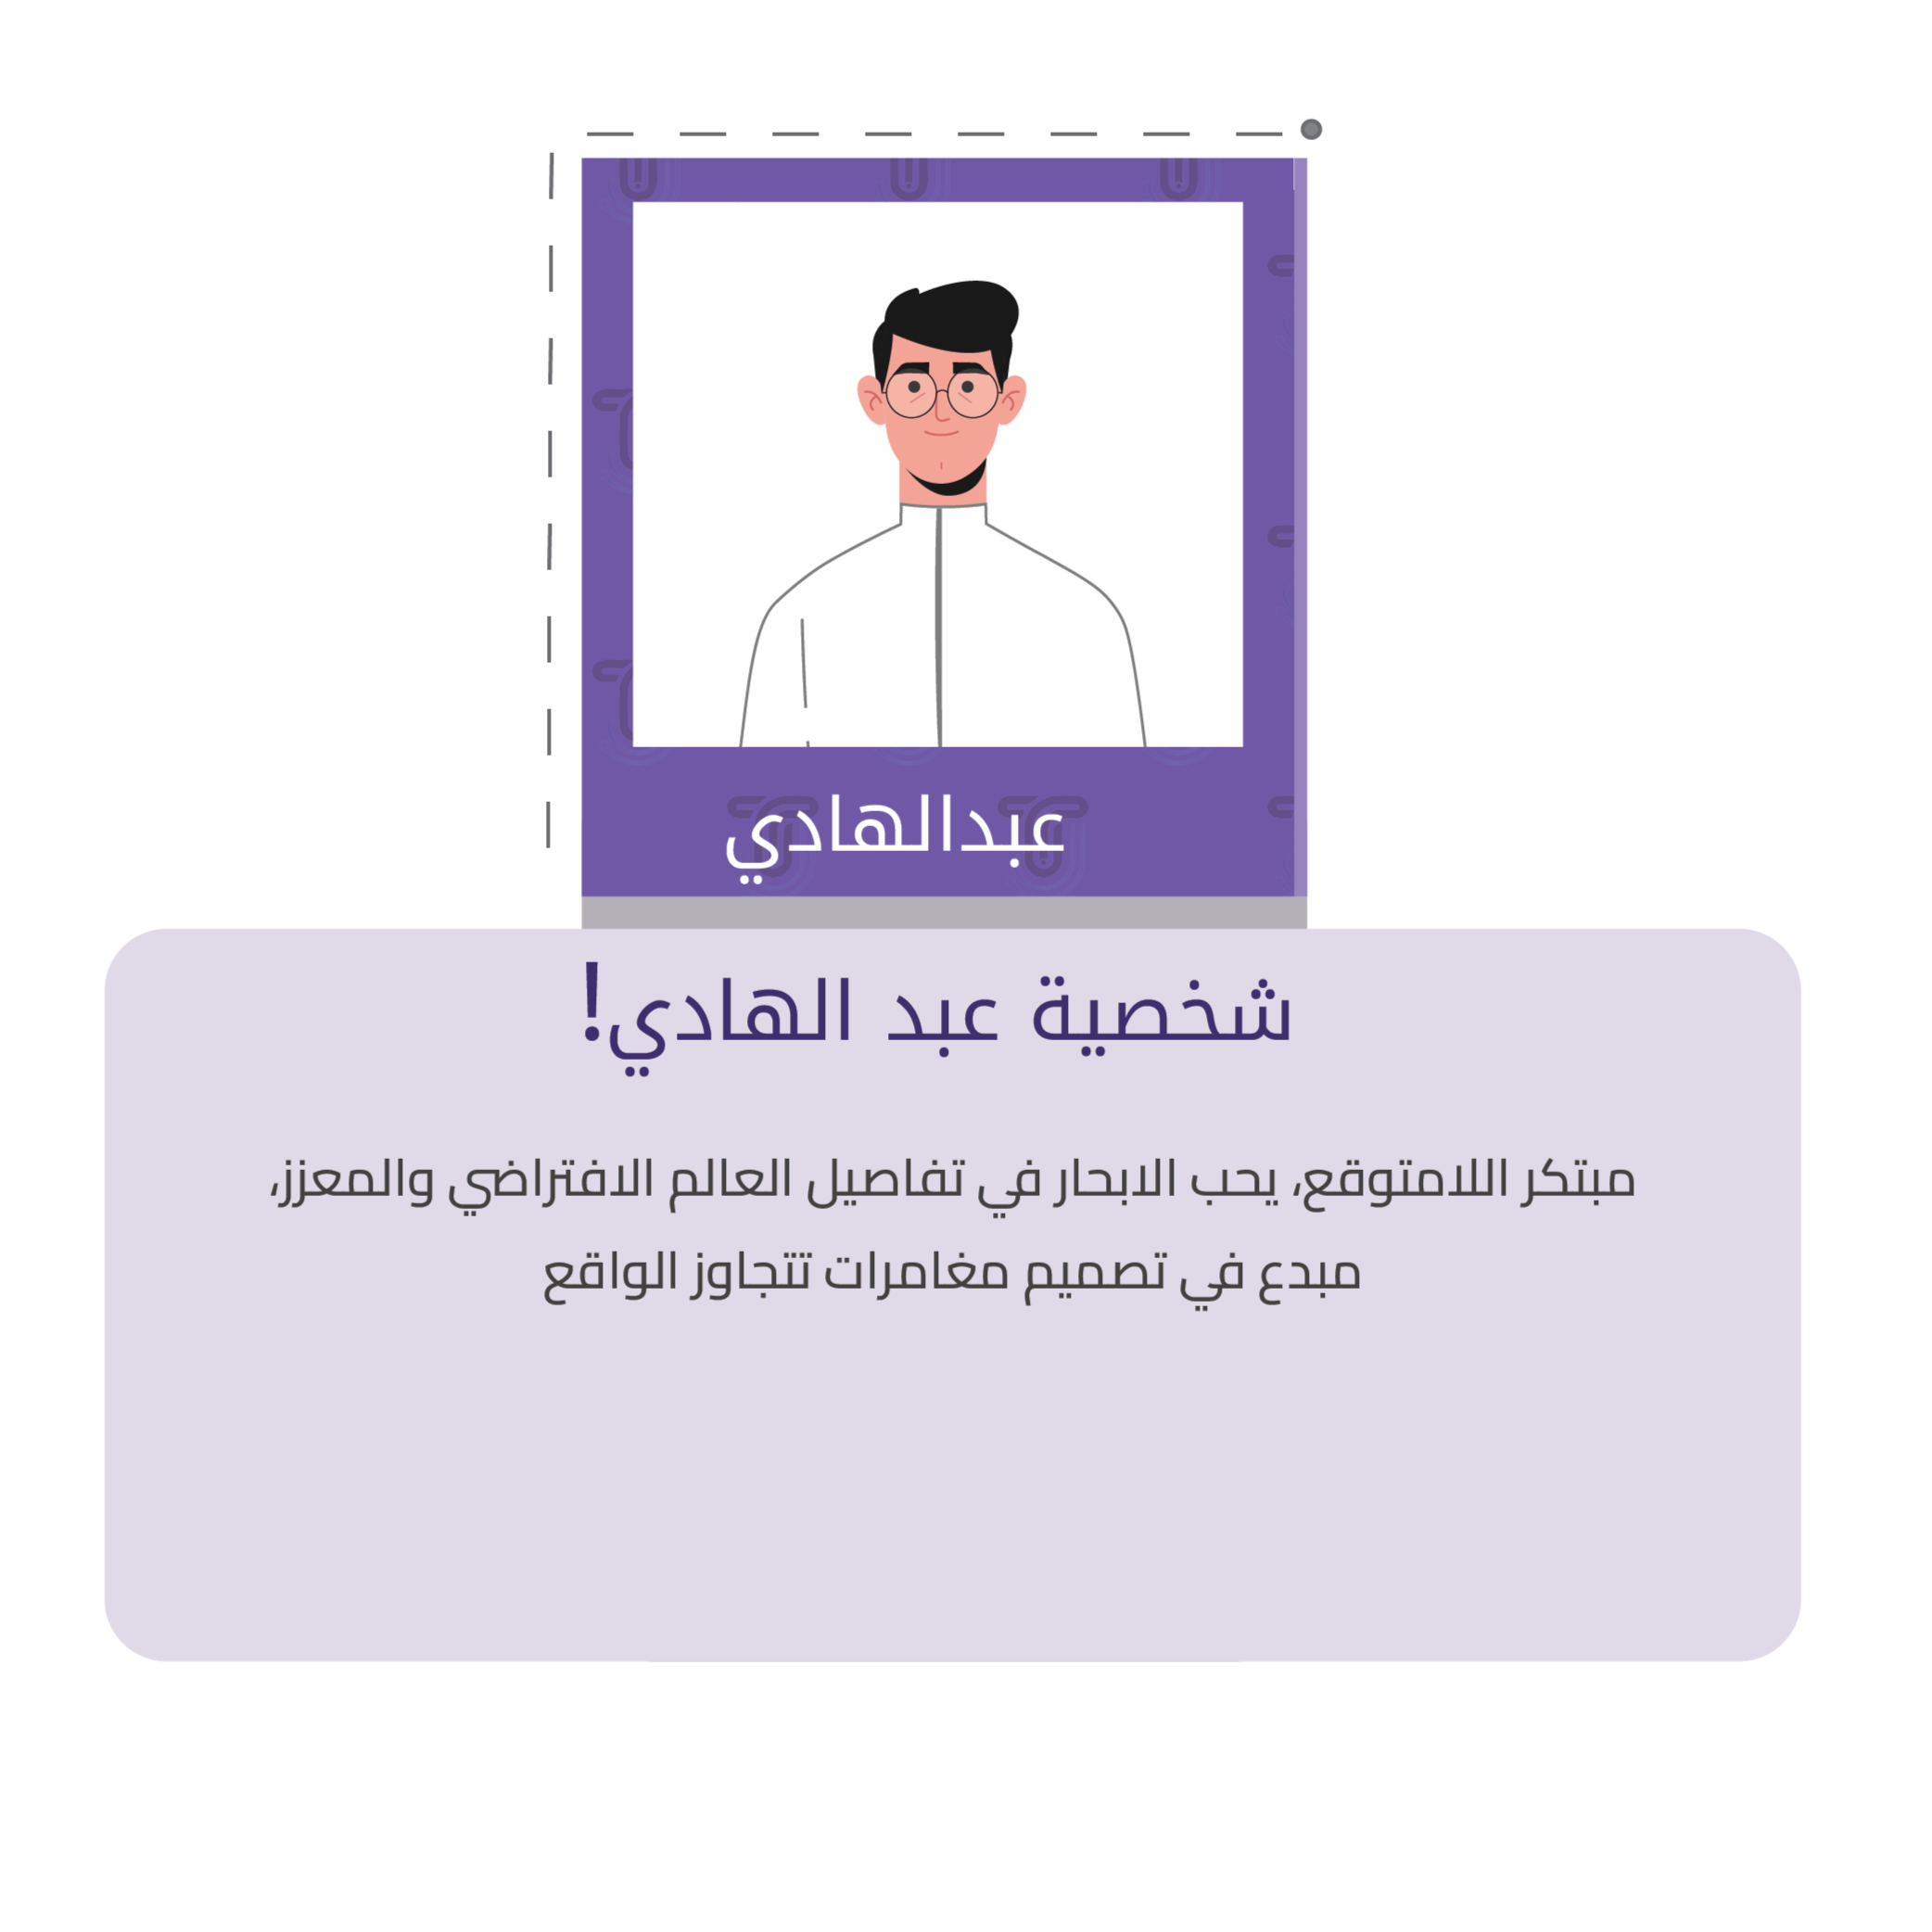 عبدالهادي
شخصية عبد الهادي!
مبتكر اللامتوقع، يحب الابحار في تفاصيل العالم الافتراضي والمعزز،
مبدع في تصميم مغامرات تتجاوز الواقع